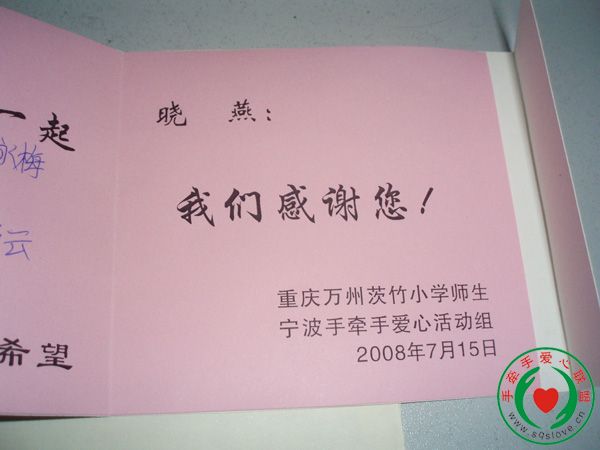 一起
梅
云
希望
晓 燕：
我们感谢您！
重庆万州茨竹小学师生
宁波手牵手爱心活动组
2008年7月15日
手牵手爱心联盟
www.sqslove.cn